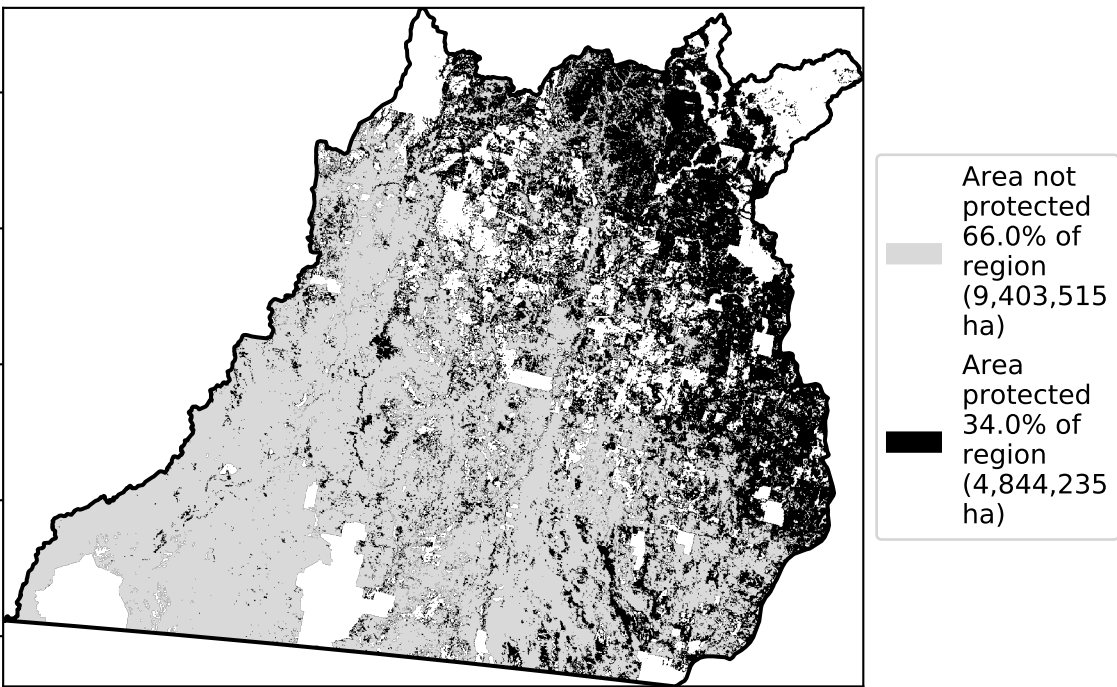 Area not
protected
66.0% of
region
(9,403,515
ha)
Area
protected
34.0% of
region
(4,844,235
ha)